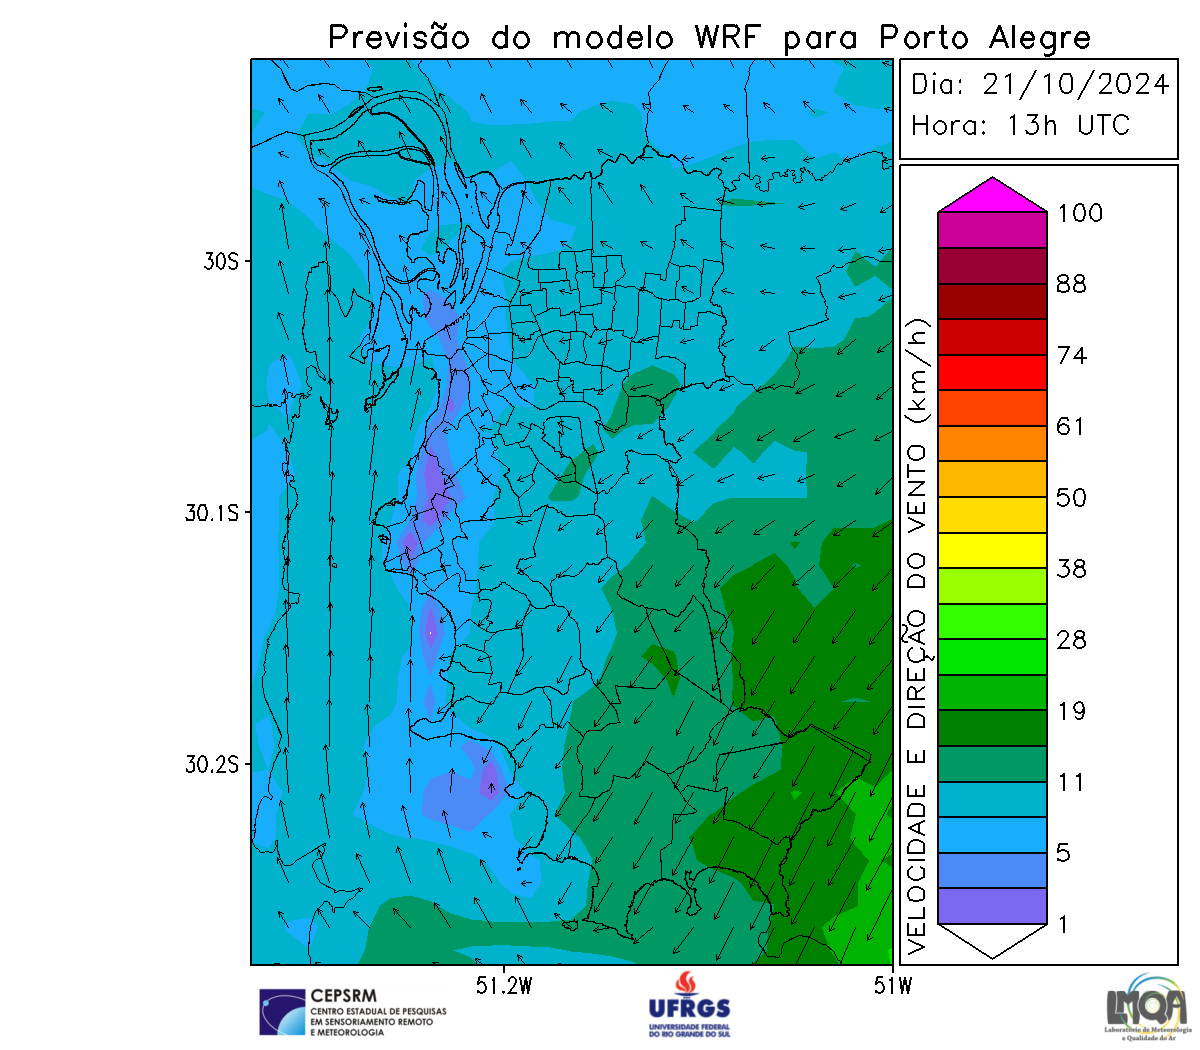 Previsão do modelo WRF para Porto Alegre
Dia: 21/10/2024
Hora: 13h UTC
30S
30.1S
30.2S
51.2W
51W
VELOCIDADE E DIREÇÃO DO VENTO (km/h)
100
88
74
61
50
38
28
19
11
5
1
CEPSRM
CENTRO ESTADUAL DE PESQUISAS
EM SENSORIAMENTO REMOTO
E METEOROLOGIA
UFRGS
UNIVERSIDADE FEDERAL
DO RIO GRANDE DO SUL
LMQA
Laboratório de Meteorologia
e Qualidade do Ar